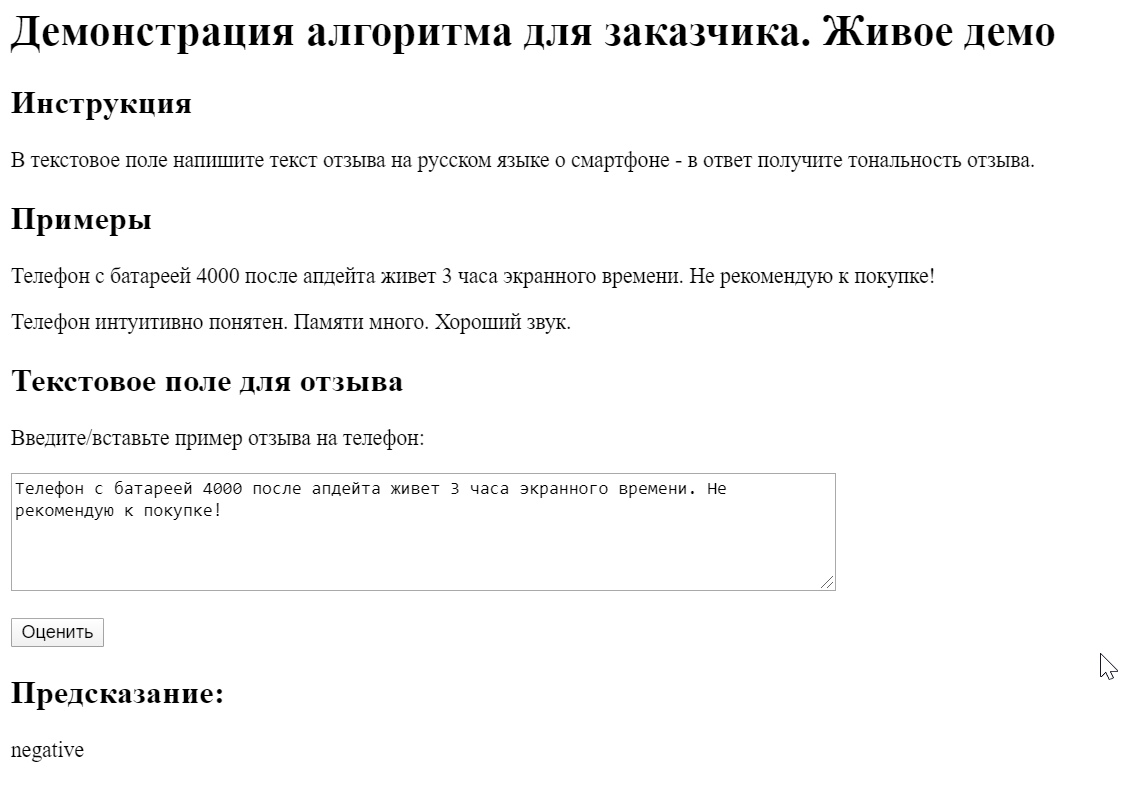 Демонстрация алгоритма для заказчика. Живое демо
Инструкция
В текстовое поле напишите текст отзыва на русском языке о смартфоне - в ответ получите тональность отзыва.
Примеры
Телефон с батареей 4000 после апдейта живет 3 часа экранного времени. Не рекомендую к покупке!
Телефон интуитивно понятен. Памяти много. Хороший звук.
Текстовое поле для отзыва
Введите/вставьте пример отзыва на телефон:
Телефон с батареей 4000 после апдейта живет 3 часа экранного времени. Не
рекомендую к покупке!
Оценить
Предсказание:
negative